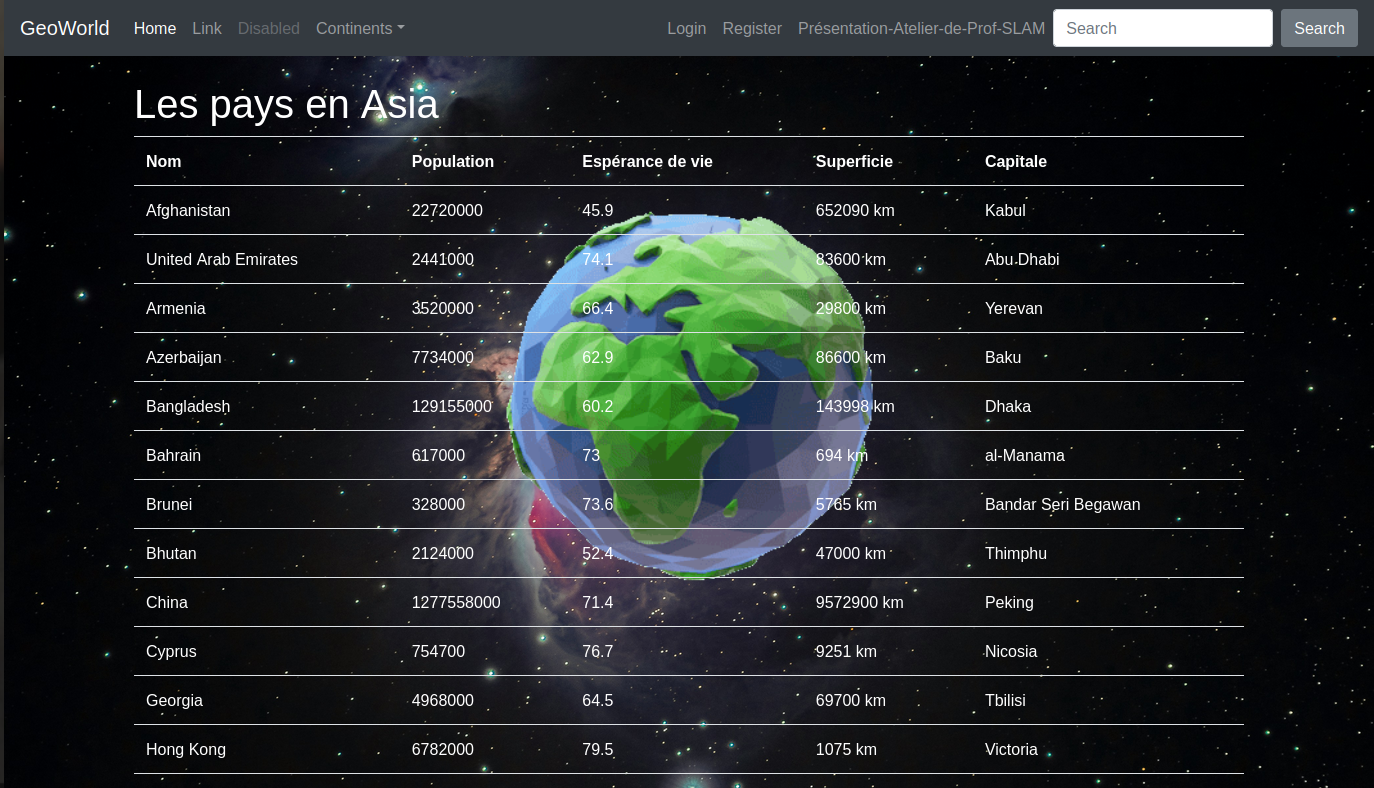 GeoWorld Home Link Disabled Continents Login Register Présentation-Atelier-de-Prof-SLAM Search Search
Les pays en Asia
Nom Population Espérance de vie Superficie Capitale
Afghanistan 22720000 45.9 652090 km Kabul
United Arab Emirates 2441000 74.1 83600 km Abu Dhabi
Armenia 3520000 66.4 29800 km Yerevan
Azerbaijan 7734000 62.9 86600 km Baku
Bangladesh 129155000 60.2 143998 km Dhaka
Bahrain 617000 73 694 km al-Manama
Brunei 328000 73.6 5765 km Bandar Seri Begawan
Bhutan 2124000 52.4 47000 km Thimphu
China 1277558000 71.4 9572900 km Peking
Cyprus 754700 76.7 9251 km Nicosia
Georgia 4968000 64.5 69700 km Tbilisi
Hong Kong 6782000 79.5 1075 km Victoria